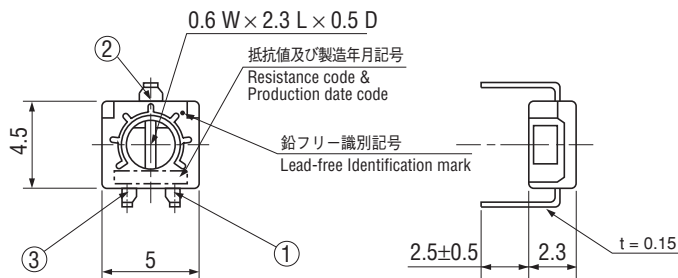 0.6 W × 2.3 L × 0.5 D
②
抵抗値及び製造年月記号
Resistance code &
Production date code
鉛フリー識別記号
Lead-free Identification mark
4.5
③
①
5
2.5±0.5
2.3
t = 0.15